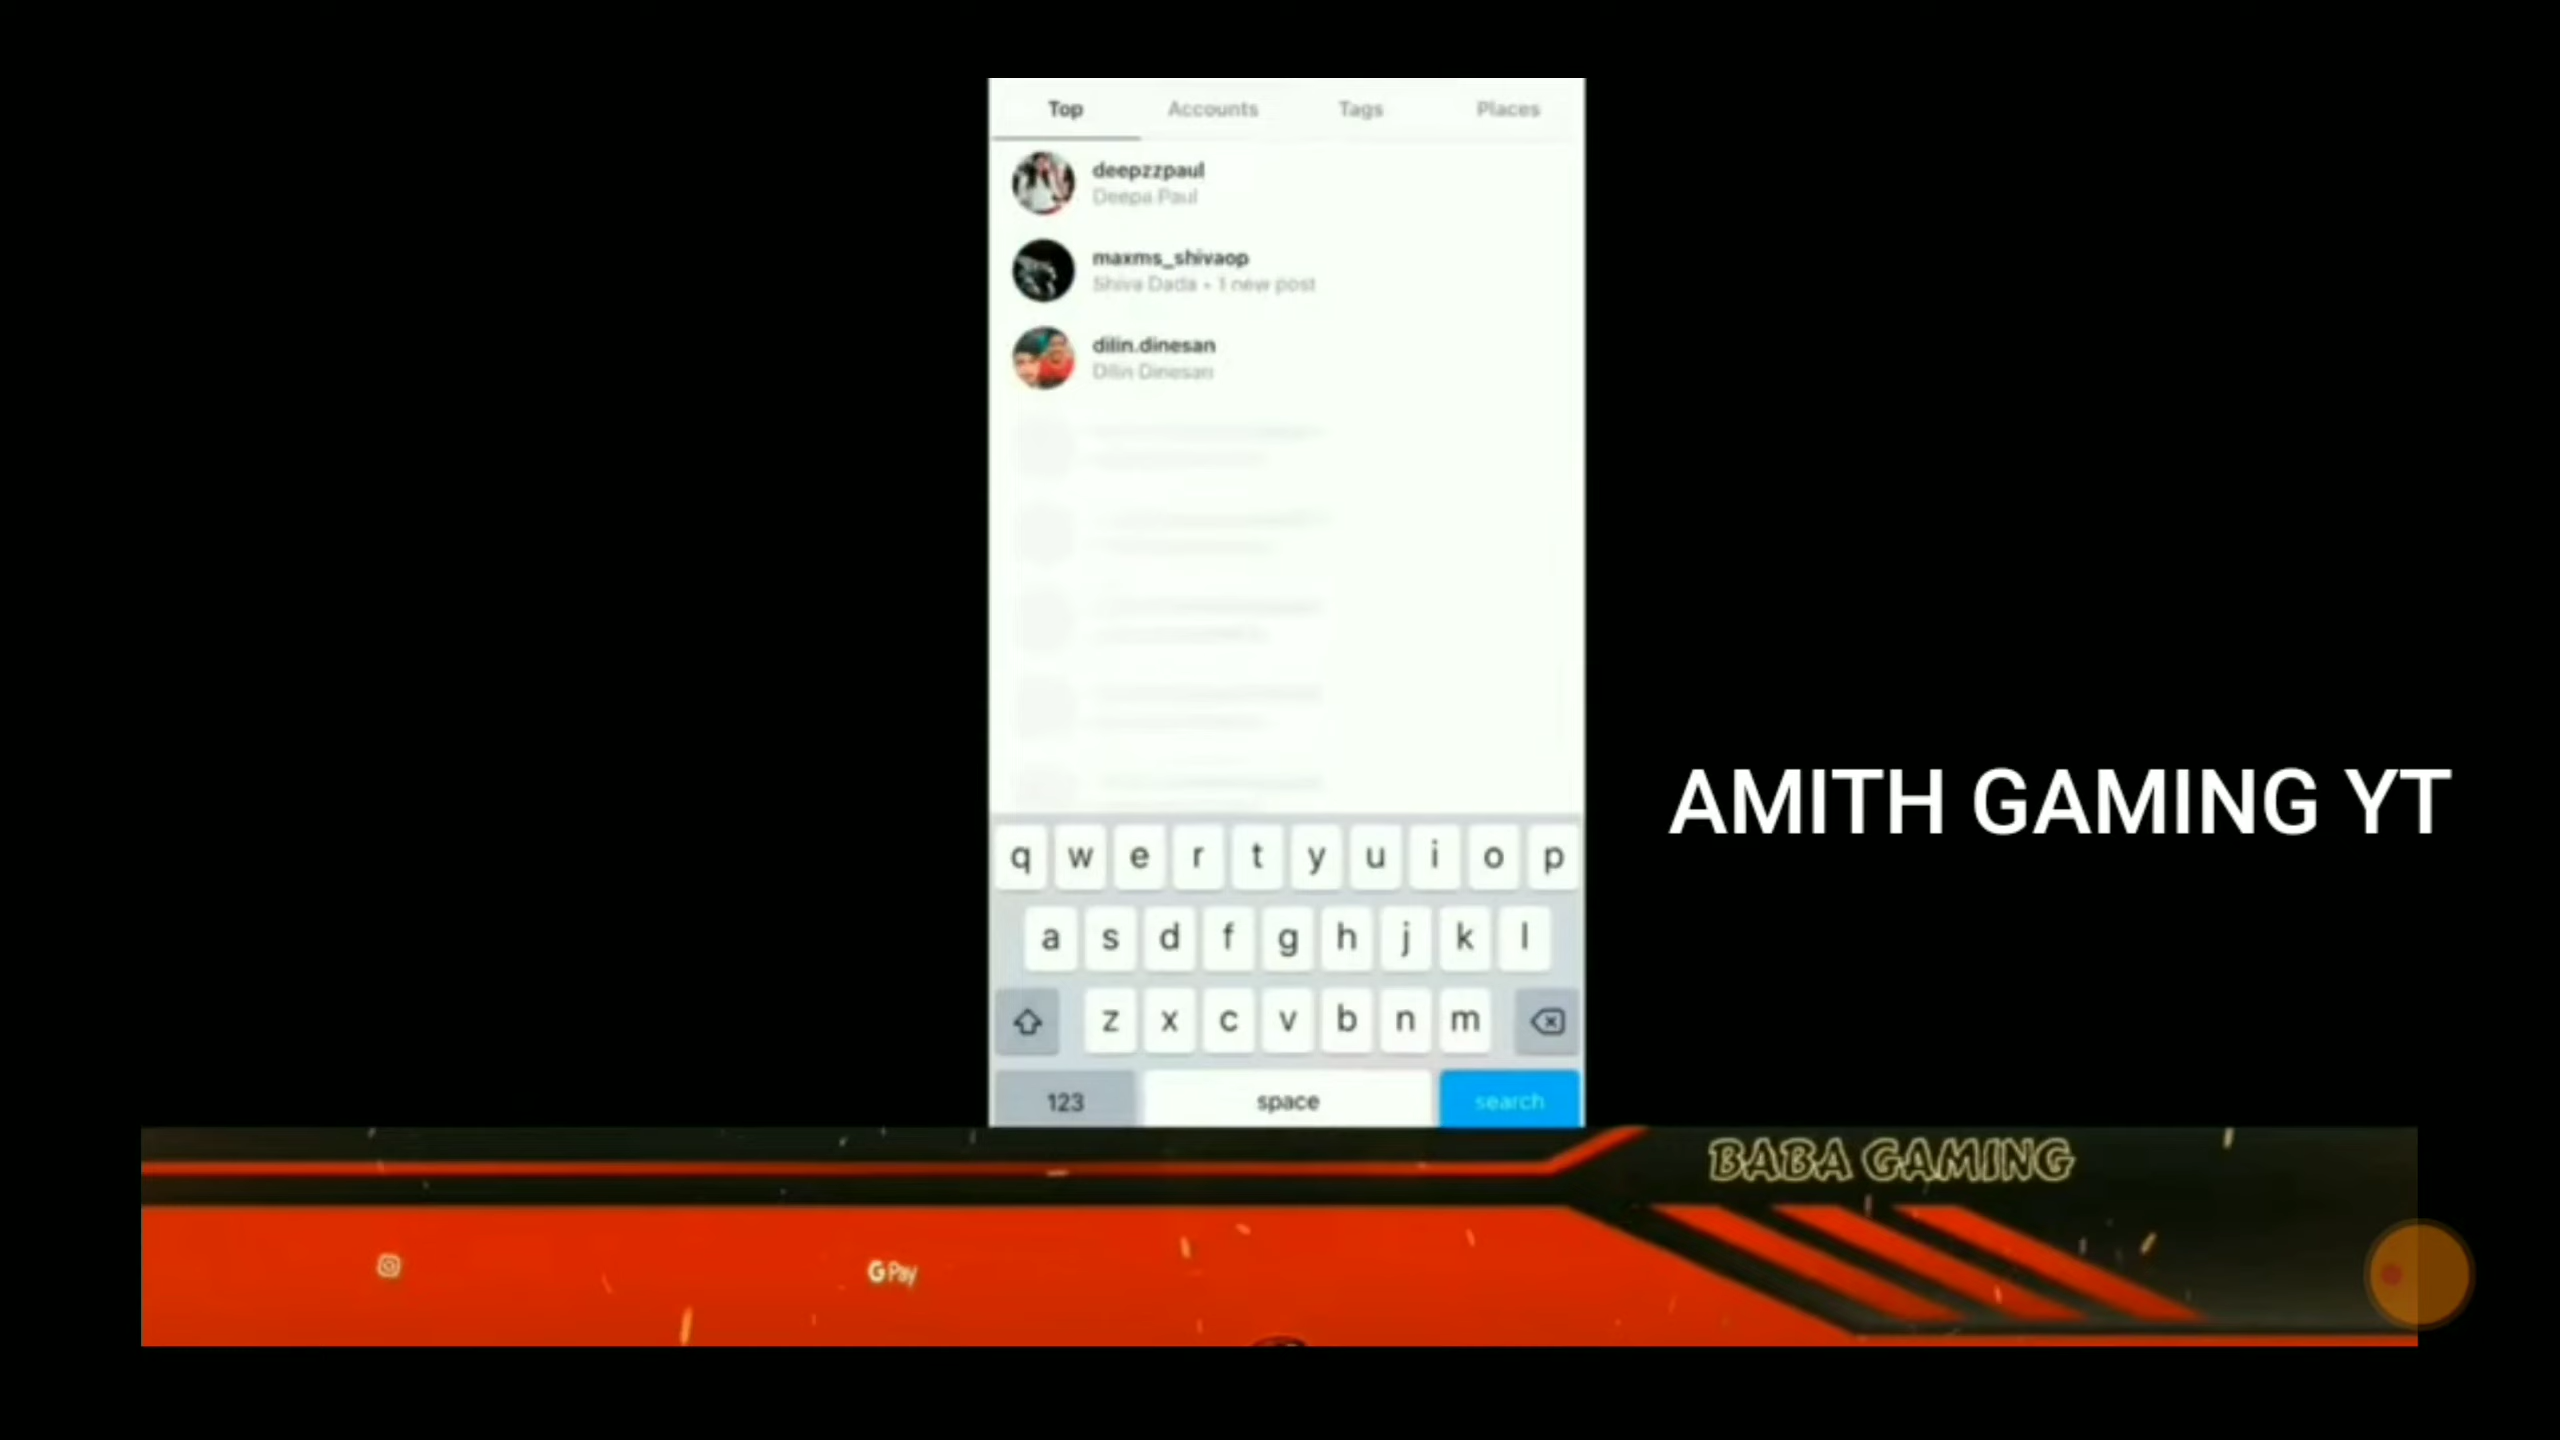 Top Accounts Tags Places
deepzzpaul
Deepa Paul
maxms_shivaop
Shiva Dada • 1 new post
dilin.dinesan
Dilin Dinesan
AMITH GAMING YT
q w e r t y u i o p
a s d f g h j k l
z x c v b n m
123 space search
BABA GAMING
G Pay